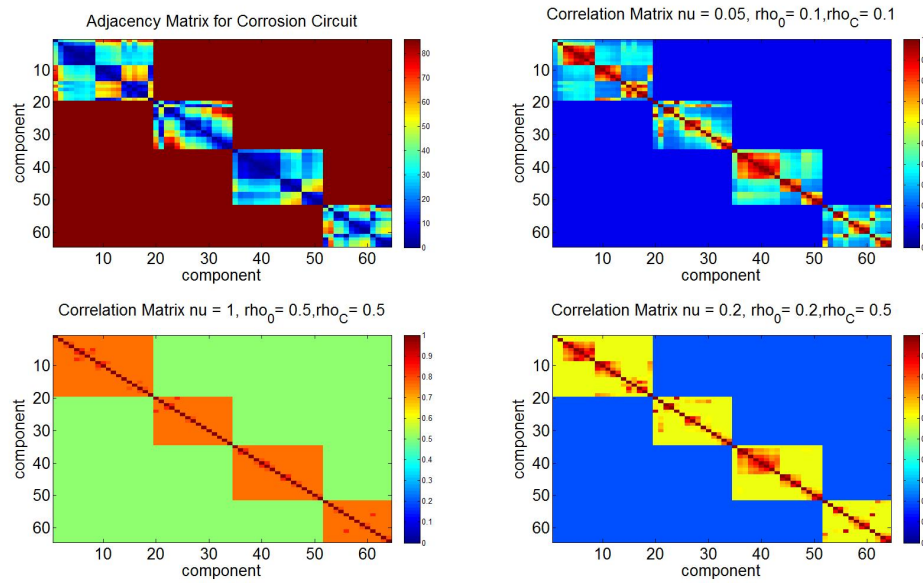 Adjacency Matrix for Corrosion Circuit
component
10
20
30
40
50
60
10 20 30 40 50 60
component
80
70
60
50
40
30
20
10
0
Correlation Matrix nu = 0.05, rho_0= 0.1,rho_C= 0.1
component
10
20
30
40
50
60
10 20 30 40 50 60
component
Correlation Matrix nu = 1, rho_0= 0.5,rho_C= 0.5
component
10
20
30
40
50
60
10 20 30 40 50 60
component
1
0.9
0.8
0.7
0.6
0.5
0.4
0.3
0.2
0.1
0
Correlation Matrix nu = 0.2, rho_0= 0.2,rho_C= 0.5
component
10
20
30
40
50
60
10 20 30 40 50 60
component